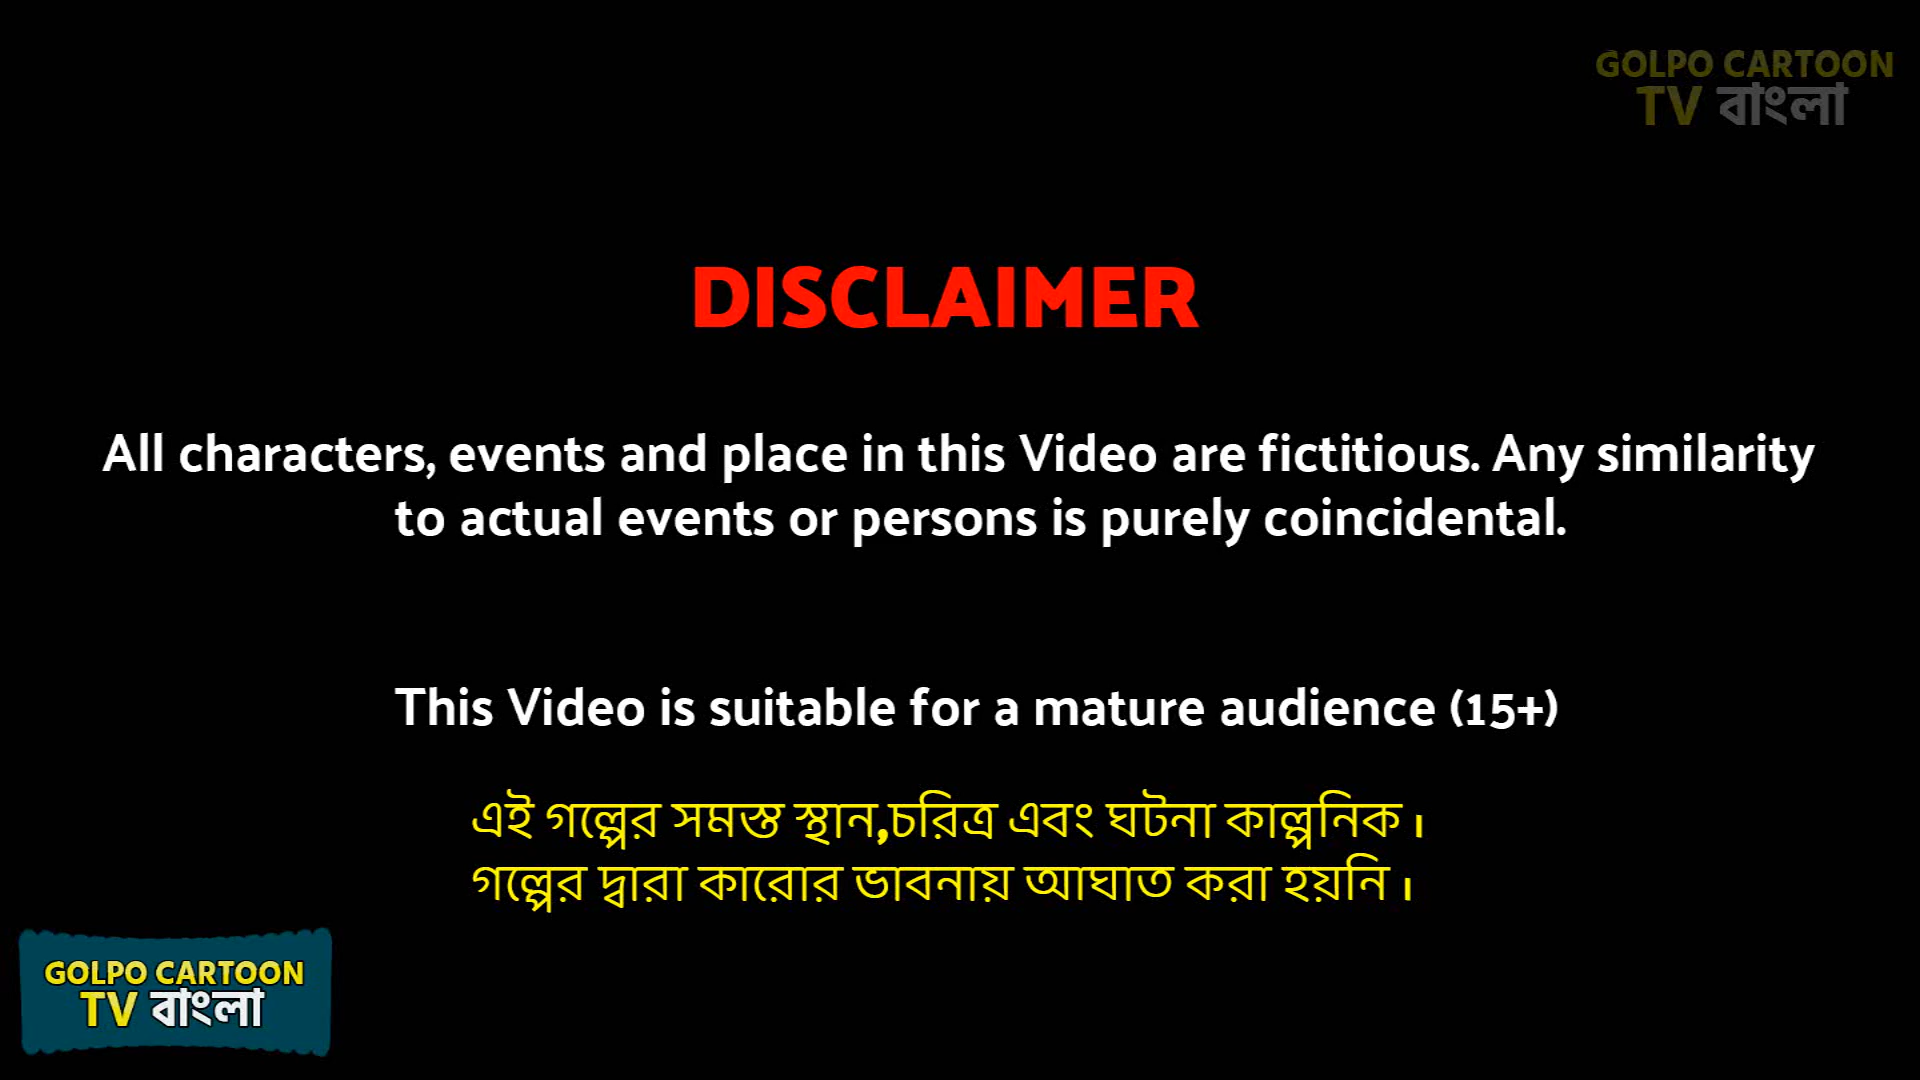 GOLPO CARTOON
TV বাংলা
DISCLAIMER
All characters, events and place in this Video are fictitious. Any similarity
to actual events or persons is purely coincidental.
This Video is suitable for a mature audience (15+)
এই গল্পের সমস্ত স্থান,চরিত্র এবং ঘটনা কাল্পনিক।
গল্পের দ্বারা কারোর ভাবনায় আঘাত করা হয়নি।
GOLPO CARTOON
TV বাংলা